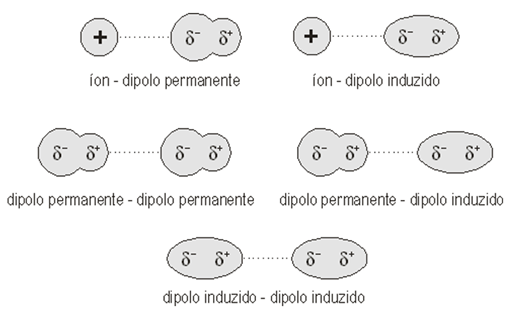 + δ⁻ δ⁺
+ δ⁻ δ⁺
íon - dipolo permanente
íon - dipolo induzido
δ⁻ δ⁺ δ⁻ δ⁺
δ⁻ δ⁺ δ⁻ δ⁺
dipolo permanente - dipolo permanente
dipolo permanente - dipolo induzido
δ⁻ δ⁺ δ⁻ δ⁺
dipolo induzido - dipolo induzido